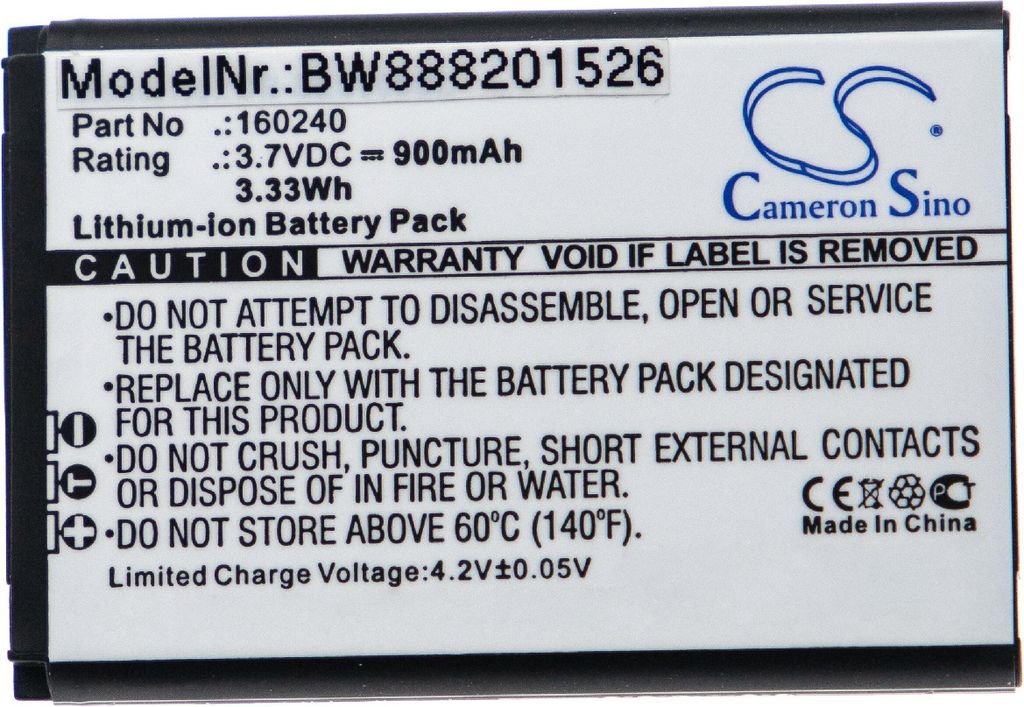 ModelNr.:BW888201526
Part No .:160240
Rating .:3.7VDC ⎓ 900mAh
3.33Wh
Lithium-ion Battery Pack
CS ®
Cameron Sino
CAUTION WARRANTY VOID IF LABEL IS REMOVED
•DO NOT ATTEMPT TO DISASSEMBLE, OPEN OR SERVICE
THE BATTERY PACK.
•REPLACE ONLY WITH THE BATTERY PACK DESIGNATED
FOR THIS PRODUCT.
•DO NOT CRUSH, PUNCTURE, SHORT EXTERNAL CONTACTS
OR DISPOSE OF IN FIRE OR WATER.
•DO NOT STORE ABOVE 60°C (140°F).
Limited Charge Voltage:4.2V±0.05V
CE PCT
Made In China